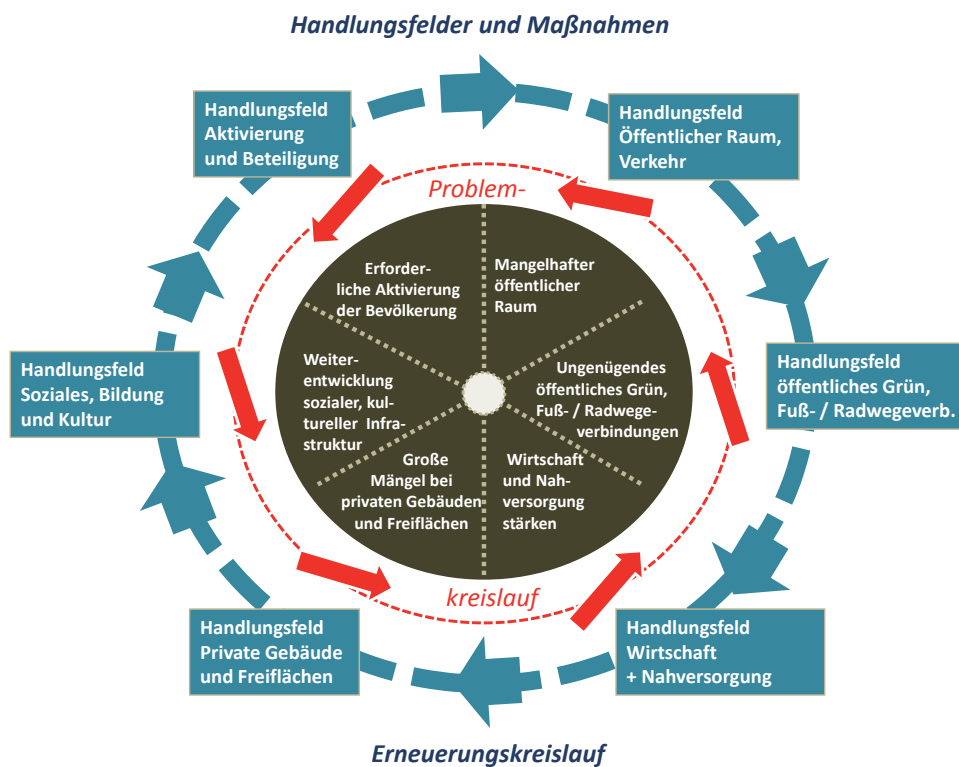 Handlungsfelder und Maßnahmen
Handlungsfeld
Aktivierung
und Beteiligung
Handlungsfeld
Öffentlicher Raum,
Verkehr
Problem-
Erforder-
liche Aktivierung
der Bevölkerung
Mangelhafter
öffentlicher
Raum
Handlungsfeld
Soziales, Bildung
und Kultur
Weiter-
entwicklung
sozialer, kul-
tureller Infra-
struktur
Ungenügendes
öffentliches Grün,
Fuß- / Radwege-
verbindungen
Handlungsfeld
öffentliches Grün,
Fuß- / Radwegeverb.
Große
Mängel bei
privaten Gebäuden
und Freiflächen
Wirtschaft
und Nah-
versorgung
stärken
kreislauf
Handlungsfeld
Private Gebäude
und Freiflächen
Handlungsfeld
Wirtschaft
+ Nahversorgung
Erneuerungskreislauf